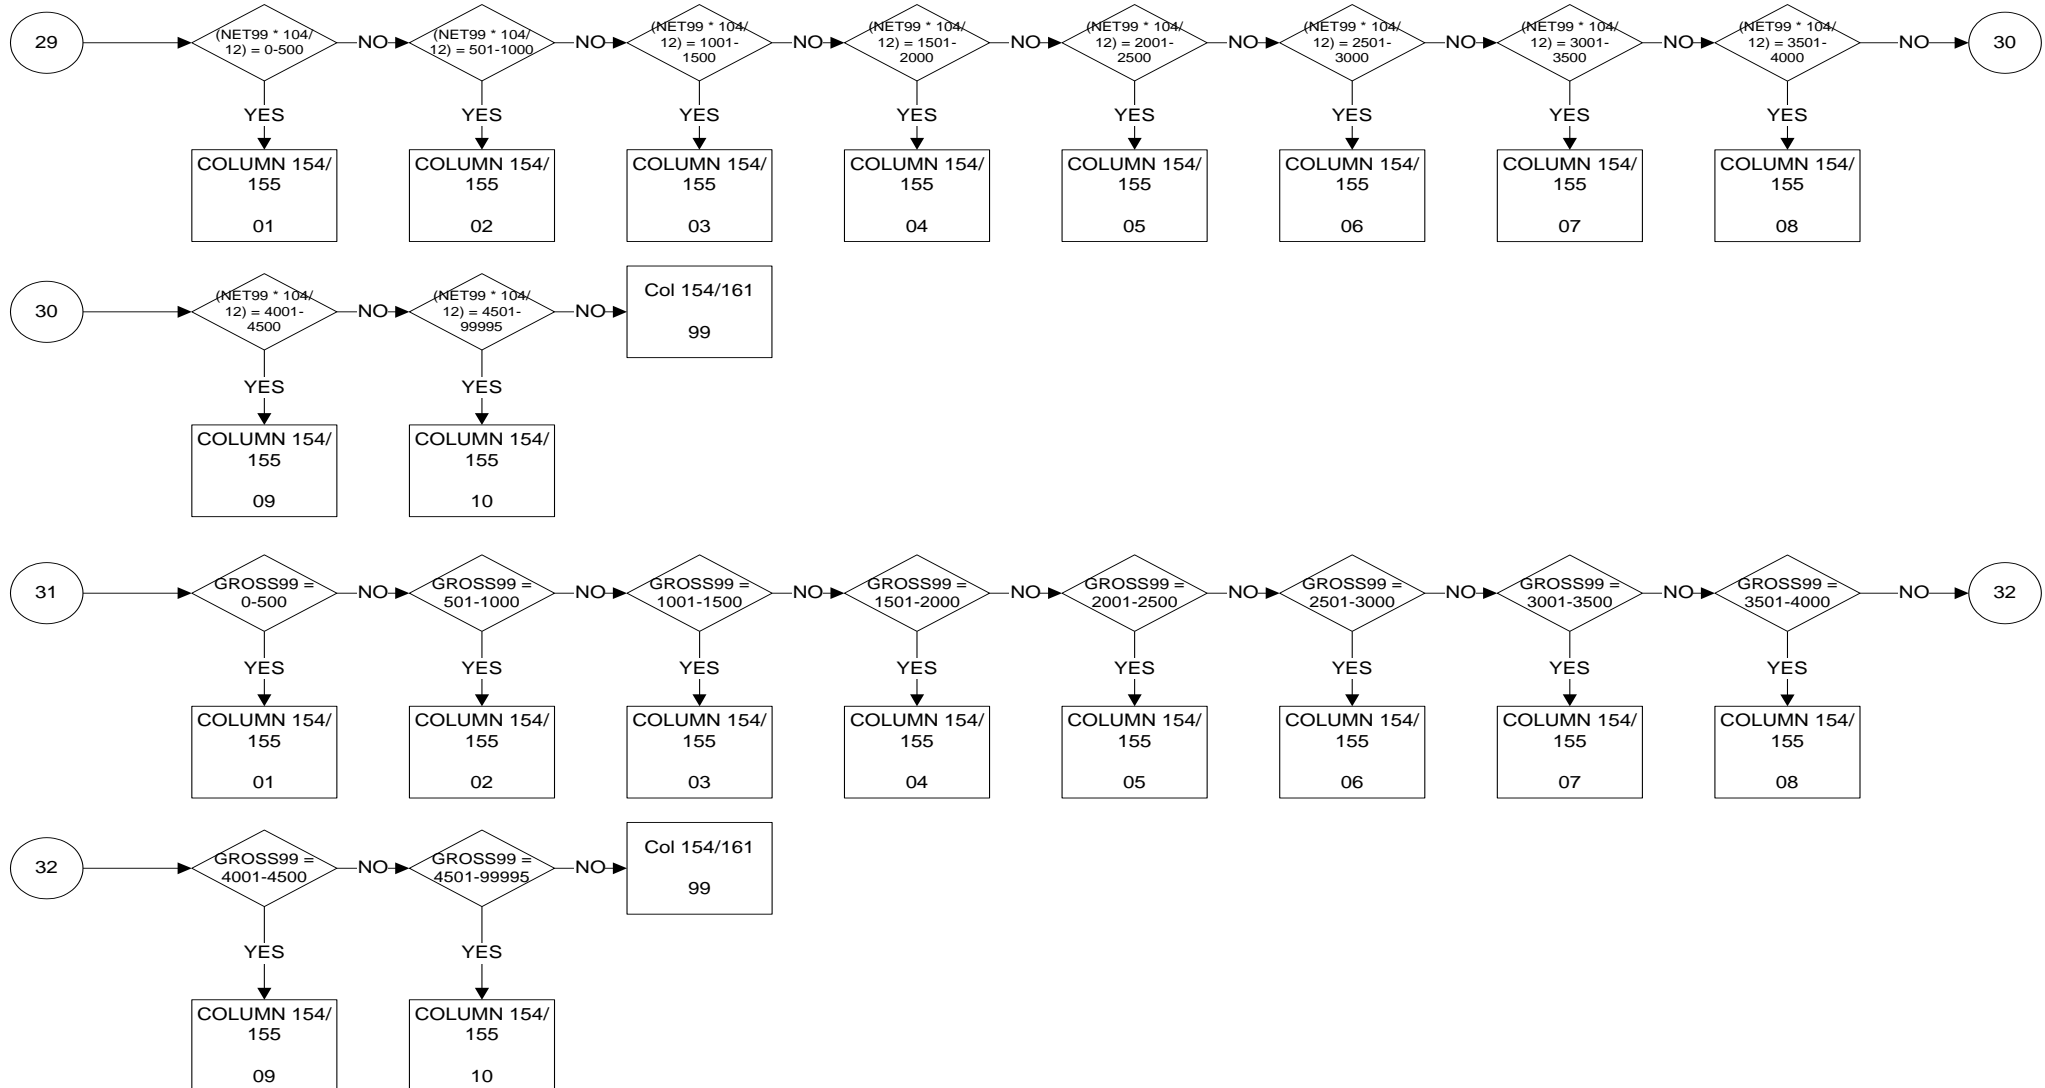 29
(NET99 * 104/
12) = 0-500
NO
(NET99 * 104/
12) = 501-1000
NO
(NET99 * 104/
12) = 1001-
1500
NO
(NET99 * 104/
12) = 1501-
2000
NO
(NET99 * 104/
12) = 2001-
2500
NO
(NET99 * 104/
12) = 2501-
3000
NO
(NET99 * 104/
12) = 3001-
3500
NO
(NET99 * 104/
12) = 3501-
4000
NO
30
YES
YES
YES
YES
YES
YES
YES
YES
COLUMN 154/
155
01
COLUMN 154/
155
02
COLUMN 154/
155
03
COLUMN 154/
155
04
COLUMN 154/
155
05
COLUMN 154/
155
06
COLUMN 154/
155
07
COLUMN 154/
155
08
30
(NET99 * 104/
12) = 4001-
4500
NO
(NET99 * 104/
12) = 4501-
99995
NO
Col 154/161
99
YES
YES
COLUMN 154/
155
09
COLUMN 154/
155
10
31
GROSS99 =
0-500
NO
GROSS99 =
501-1000
NO
GROSS99 =
1001-1500
NO
GROSS99 =
1501-2000
NO
GROSS99 =
2001-2500
NO
GROSS99 =
2501-3000
NO
GROSS99 =
3001-3500
NO
GROSS99 =
3501-4000
NO
32
YES
YES
YES
YES
YES
YES
YES
YES
COLUMN 154/
155
01
COLUMN 154/
155
02
COLUMN 154/
155
03
COLUMN 154/
155
04
COLUMN 154/
155
05
COLUMN 154/
155
06
COLUMN 154/
155
07
COLUMN 154/
155
08
32
GROSS99 =
4001-4500
NO
GROSS99 =
4501-99995
NO
Col 154/161
99
YES
YES
COLUMN 154/
155
09
COLUMN 154/
155
10